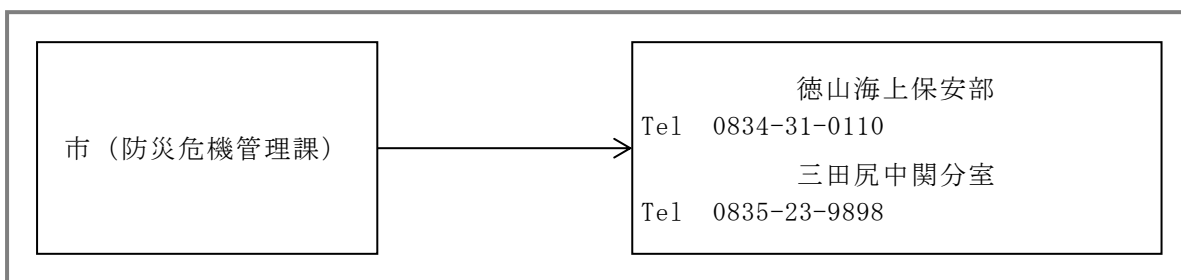 市（防災危機管理課）
徳山海上保安部
Tel　0834-31-0110
三田尻中関分室
Tel　0835-23-9898